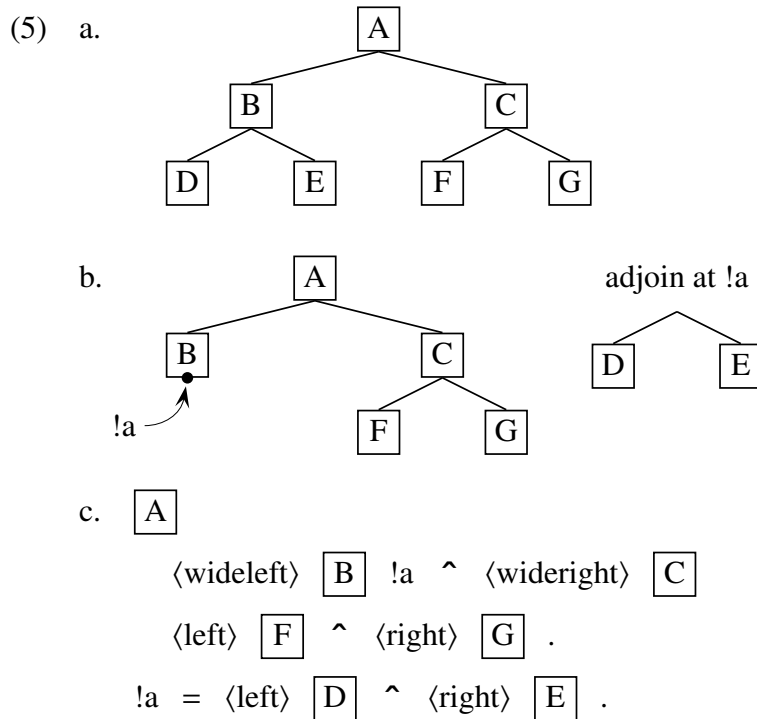 (5) a. A
B C
D E F G
b. A adjoin at !a
B C D E
!a F G
c. A
⟨wideleft⟩ B !a ^ ⟨wideright⟩ C
⟨left⟩ F ^ ⟨right⟩ G .
!a = ⟨left⟩ D ^ ⟨right⟩ E .